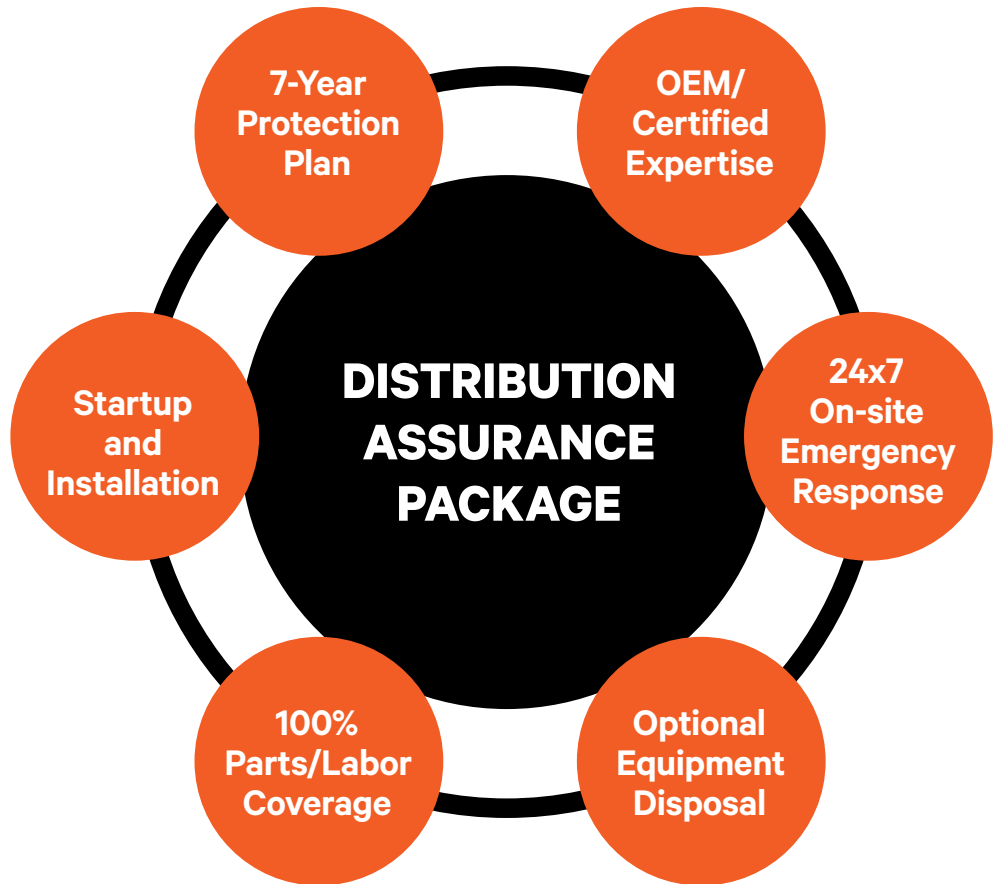 7-Year
Protection
Plan
OEM/
Certified
Expertise
Startup
and
Installation
DISTRIBUTION
ASSURANCE
PACKAGE
24x7
On-site
Emergency
Response
100%
Parts/Labor
Coverage
Optional
Equipment
Disposal